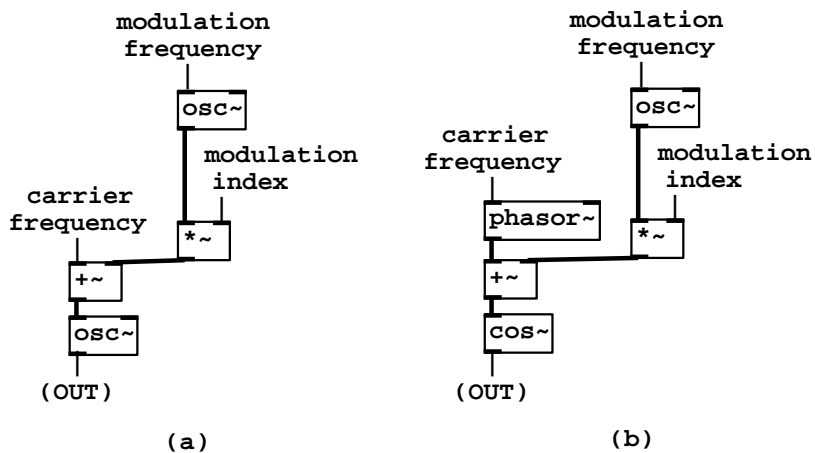 modulation
frequency
osc~
modulation
index
carrier
frequency
*~
+~
osc~
(OUT)
(a)
modulation
frequency
osc~
carrier
frequency
modulation
index
phasor~
*~
+~
cos~
(OUT)
(b)